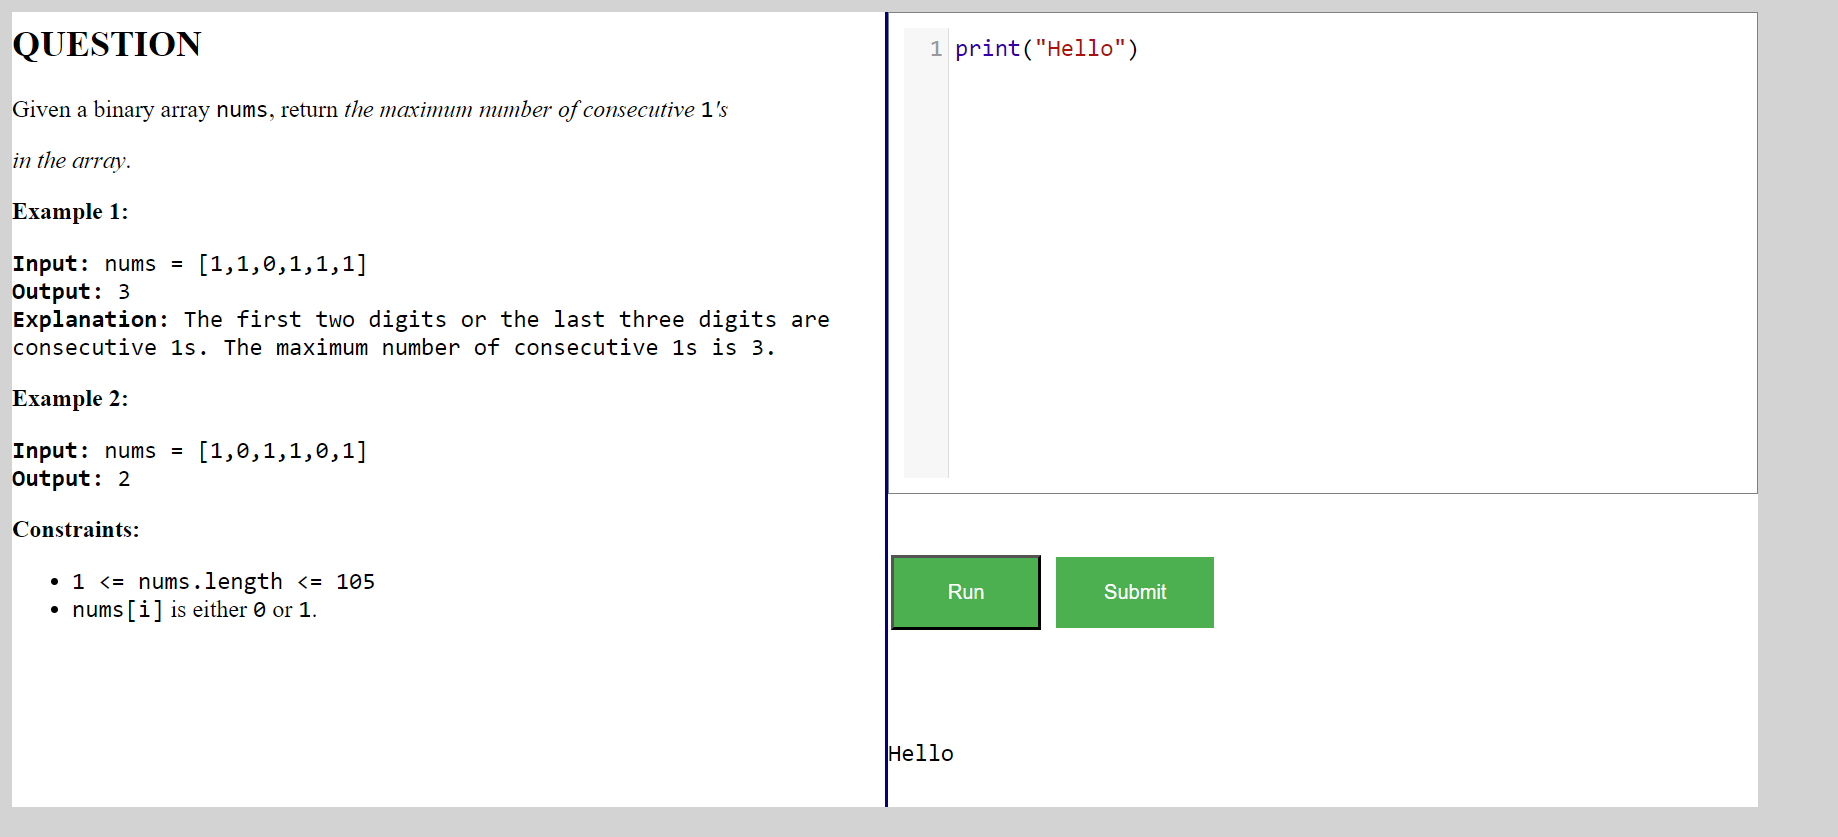 QUESTION
Given a binary array nums, return the maximum number of consecutive 1's
in the array.
Example 1:
Input: nums = [1,1,0,1,1,1]
Output: 3
Explanation: The first two digits or the last three digits are
consecutive 1s. The maximum number of consecutive 1s is 3.
Example 2:
Input: nums = [1,0,1,1,0,1]
Output: 2
Constraints:
• 1 <= nums.length <= 105
• nums[i] is either 0 or 1.
1 print("Hello")
Run Submit
Hello